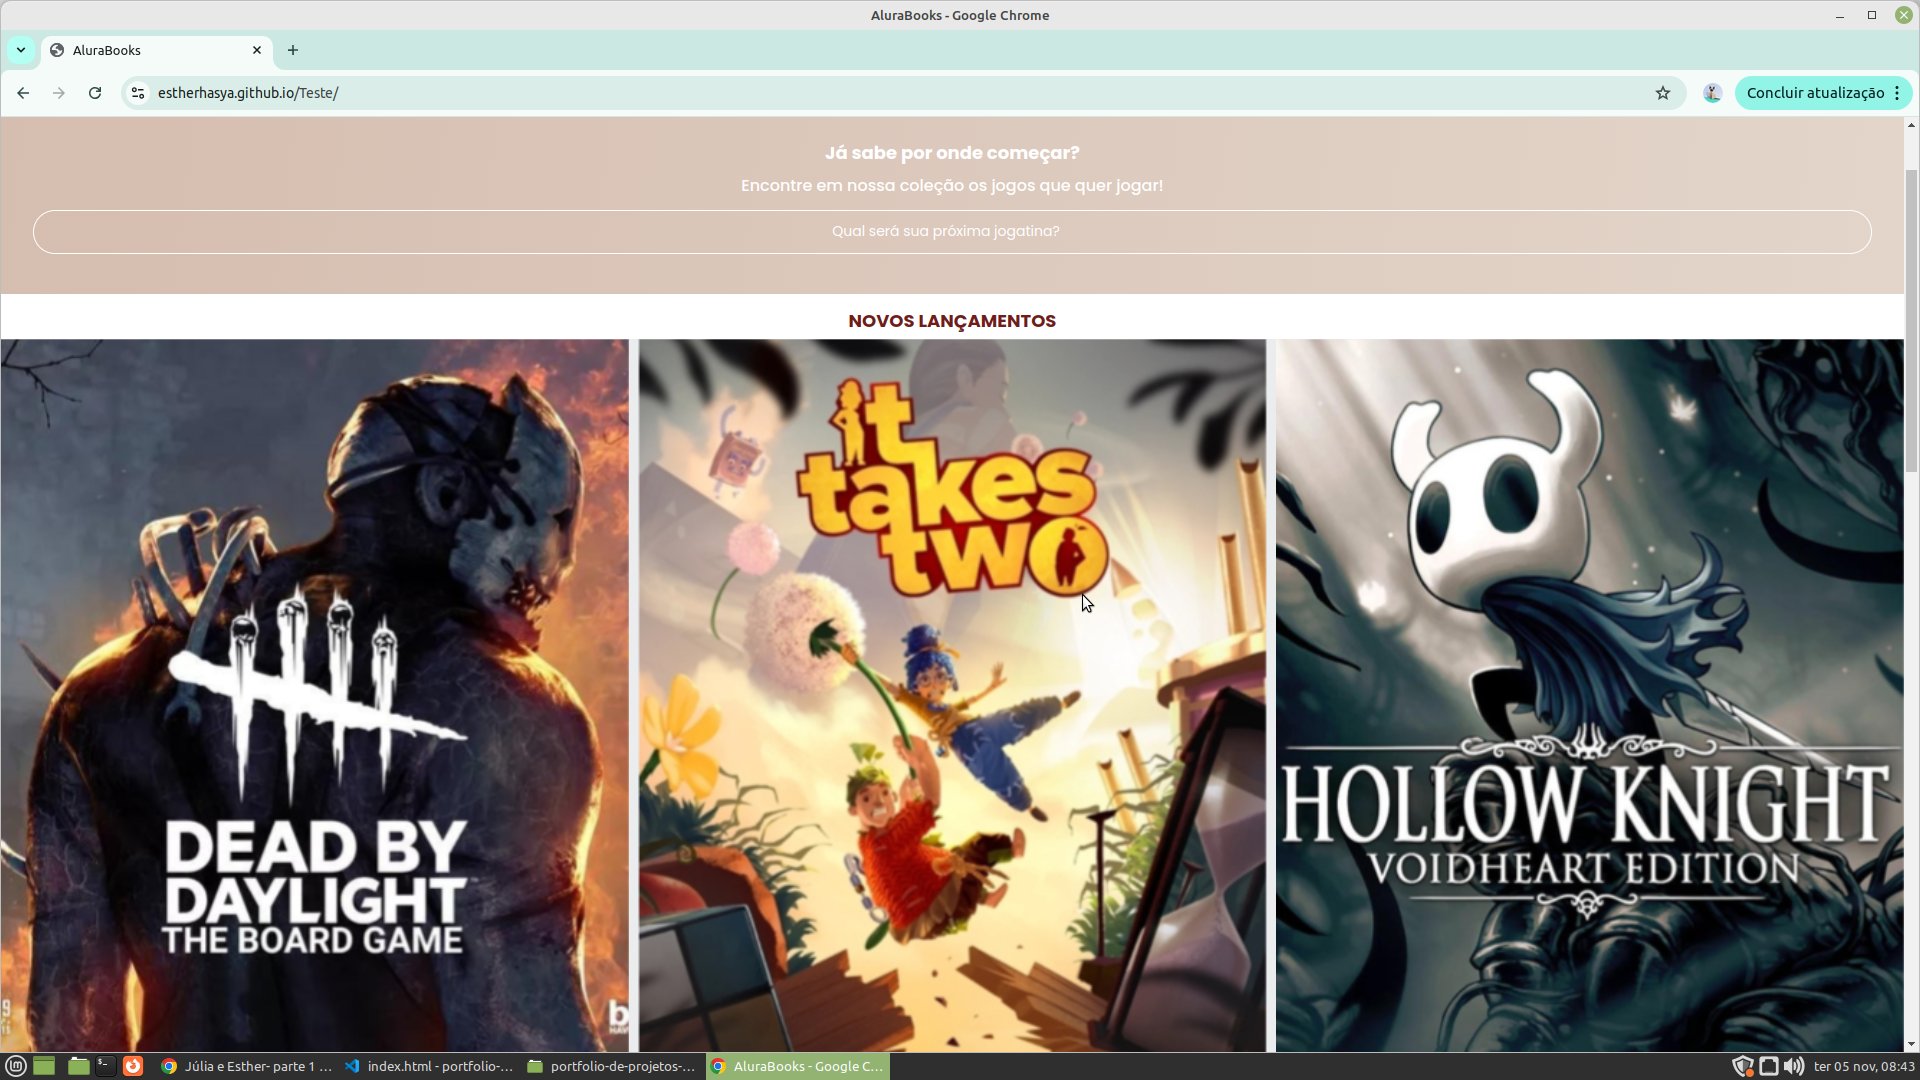 AluraBooks - Google Chrome
AluraBooks
estherhasya.github.io/Teste/
Concluir atualização
Já sabe por onde começar?
Encontre em nossa coleção os jogos que quer jogar!
Qual será sua próxima jogatina?
NOVOS LANÇAMENTOS
DEAD BY
DAYLIGHT
THE BOARD GAME
it
takes
two
HOLLOW KNIGHT
VOIDHEART EDITION
Júlia e Esther- parte 1 ...
index.html - portfolio-...
portfolio-de-projetos-...
AluraBooks - Google C...
ter 05 nov, 08:43